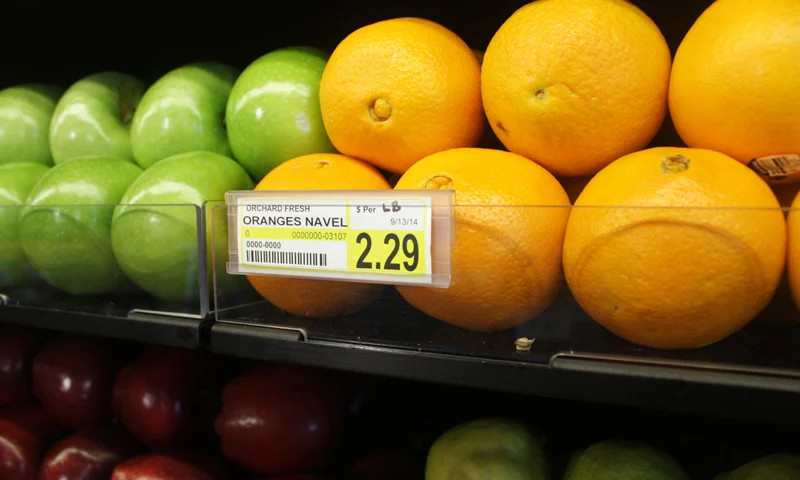 ORCHARD FRESH
$ Per LB
ORANGES NAVEL
9/13/14
0 0000000-03107
0000-0000
2.29